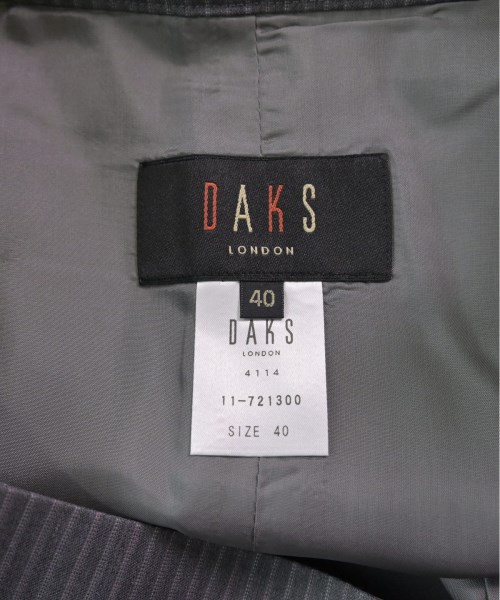 DAKS
LONDON
40
DAKS
LONDON
4114
11-721300
SIZE 40